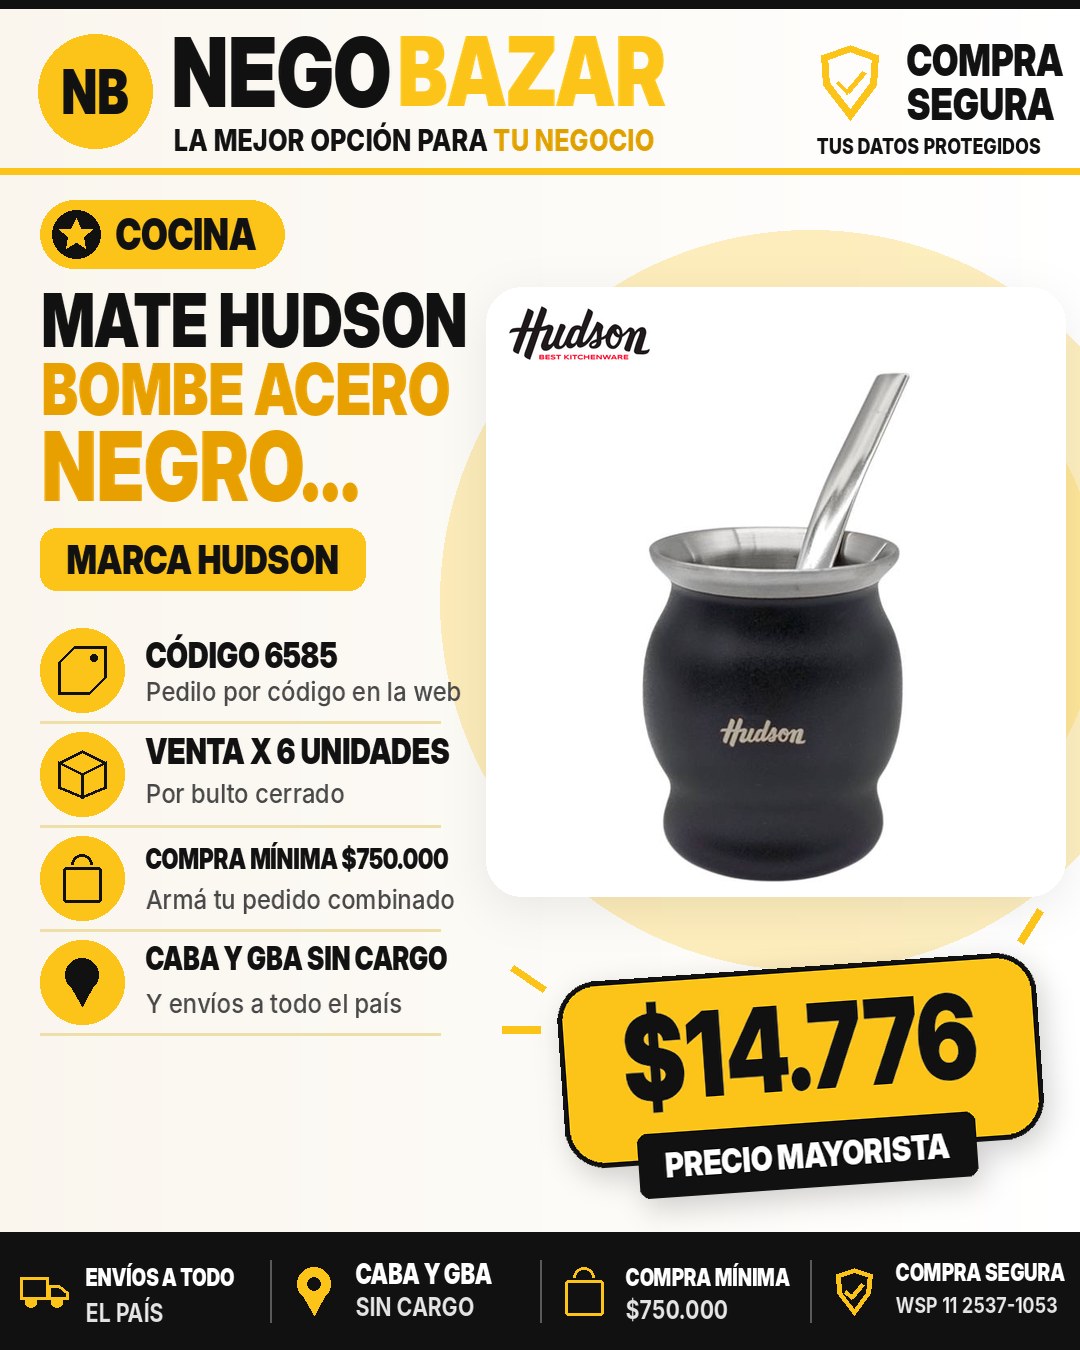 NB
NEGOBAZAR
LA MEJOR OPCIÓN PARA TU NEGOCIO
COMPRA
SEGURA
TUS DATOS PROTEGIDOS
COCINA
MATE HUDSON
BOMBE ACERO
NEGRO...
MARCA HUDSON
CÓDIGO 6585
Pedilo por código en la web
VENTA X 6 UNIDADES
Por bulto cerrado
COMPRA MÍNIMA $750.000
Armá tu pedido combinado
CABA Y GBA SIN CARGO
Y envíos a todo el país
Hudson
BEST KITCHENWARE
Hudson
$14.776
PRECIO MAYORISTA
ENVÍOS A TODO
EL PAÍS
CABA Y GBA
SIN CARGO
COMPRA MÍNIMA
$750.000
COMPRA SEGURA
WSP 11 2537-1053